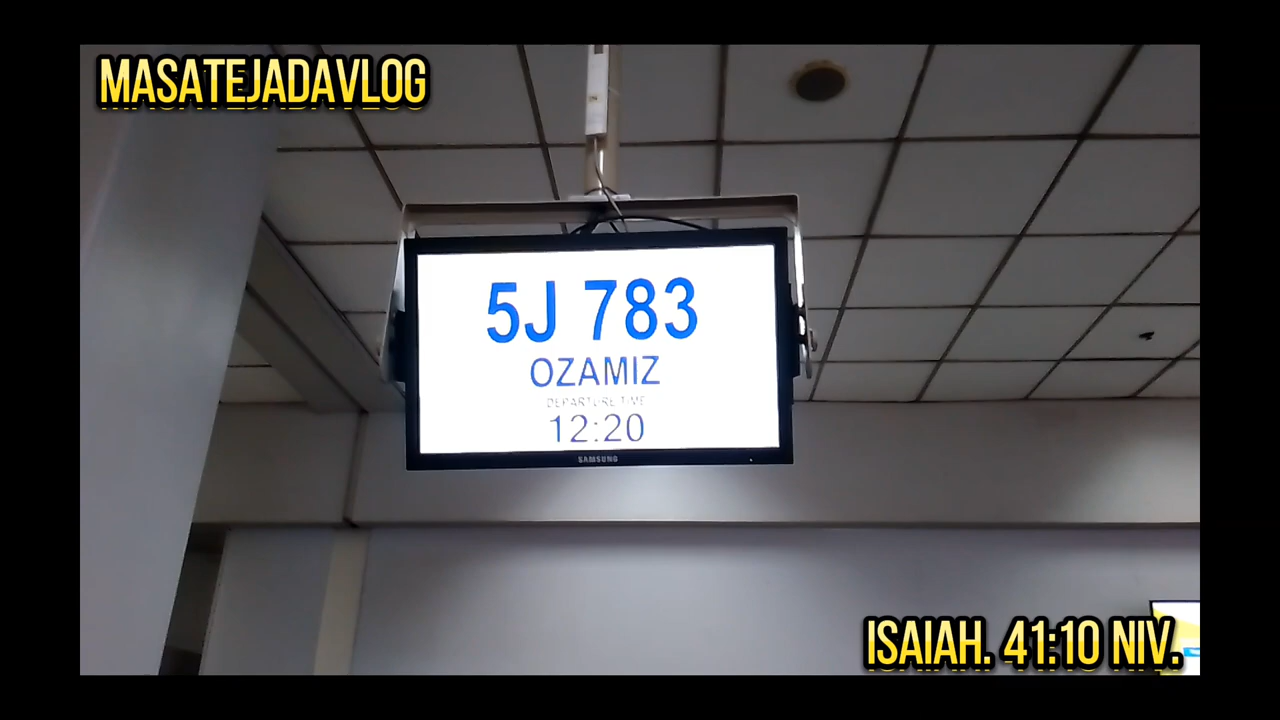 MASATEJADAVLOG
5J 783
OZAMIZ
DEPARTURE TIME
12:20
SAMSUNG
ISAIAH. 41:10 NIV.